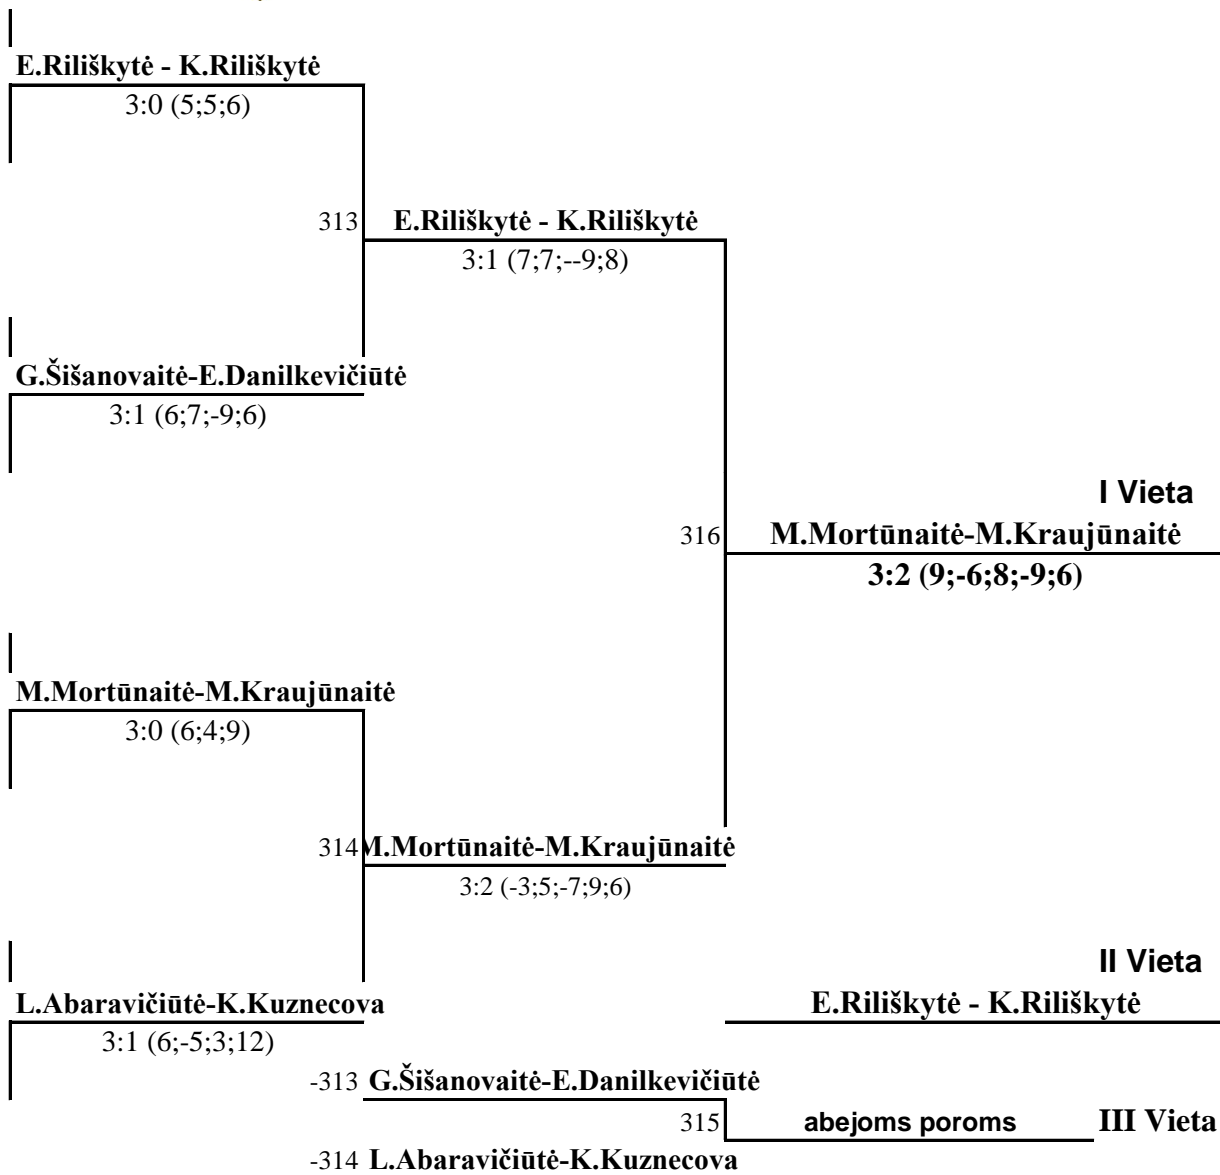 E.Riliškytė - K.Riliškytė
3:0 (5;5;6)
313 E.Riliškytė - K.Riliškytė
3:1 (7;7;--9;8)
G.Šišanovaitė-E.Danilkevičiūtė
3:1 (6;7;-9;6)
I Vieta
316 M.Mortūnaitė-M.Kraujūnaitė
3:2 (9;-6;8;-9;6)
M.Mortūnaitė-M.Kraujūnaitė
3:0 (6;4;9)
314 M.Mortūnaitė-M.Kraujūnaitė
3:2 (-3;5;-7;9;6)
II Vieta
L.Abaravičiūtė-K.Kuznecova E.Riliškytė - K.Riliškytė
3:1 (6;-5;3;12)
-313 G.Šišanovaitė-E.Danilkevičiūtė
315 abejoms poroms III Vieta
-314 L.Abaravičiūtė-K.Kuznecova